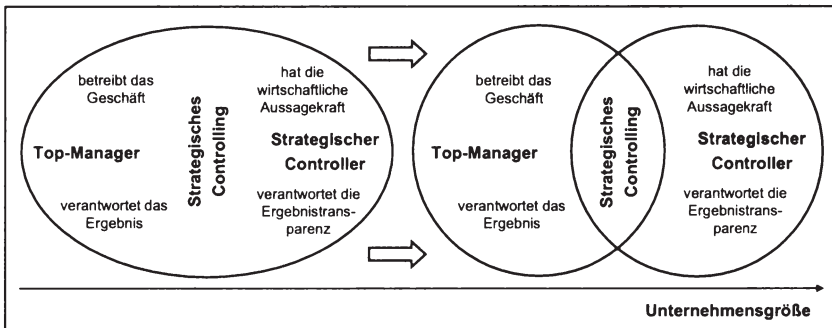 betreibt das
Geschäft
Top-Manager
verantwortet das
Ergebnis
Strategisches
Controlling
hat die
wirtschaftliche
Aussagekraft
Strategischer
Controller
verantwortet die
Ergebnistrans-
parenz
betreibt das
Geschäft
Top-Manager
verantwortet das
Ergebnis
Strategisches
Controlling
hat die
wirtschaftliche
Aussagekraft
Strategischer
Controller
verantwortet die
Ergebnistrans-
parenz
Unternehmensgröße